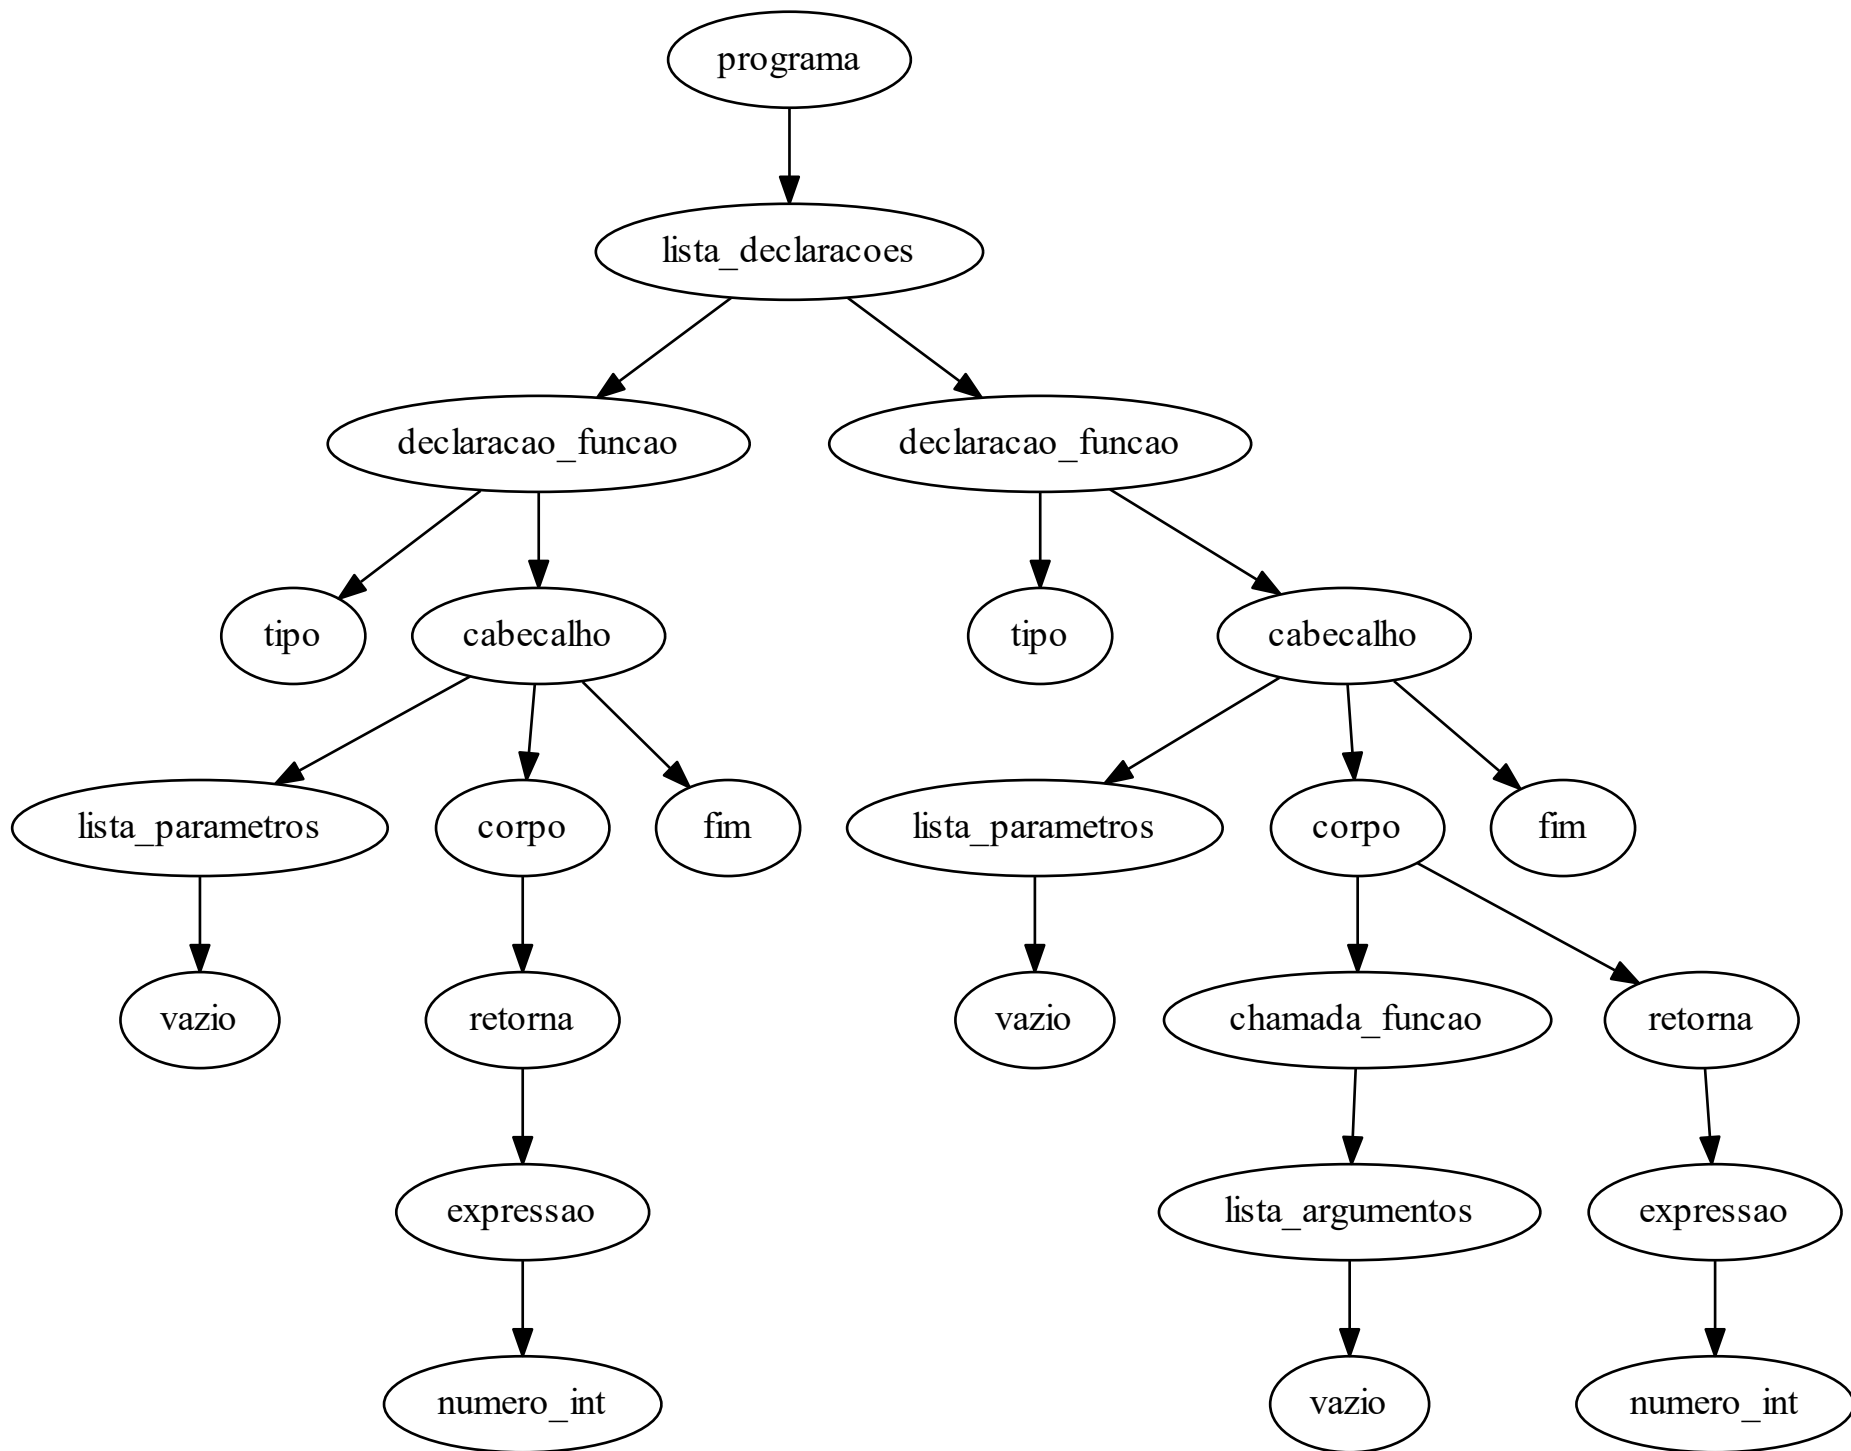 programa
lista_declaracoes
declaracao_funcao
declaracao_funcao
tipo
cabecalho
tipo
cabecalho
lista_parametros
corpo
fim
lista_parametros
corpo
fim
vazio
retorna
vazio
chamada_funcao
retorna
expressao
lista_argumentos
expressao
numero_int
vazio
numero_int